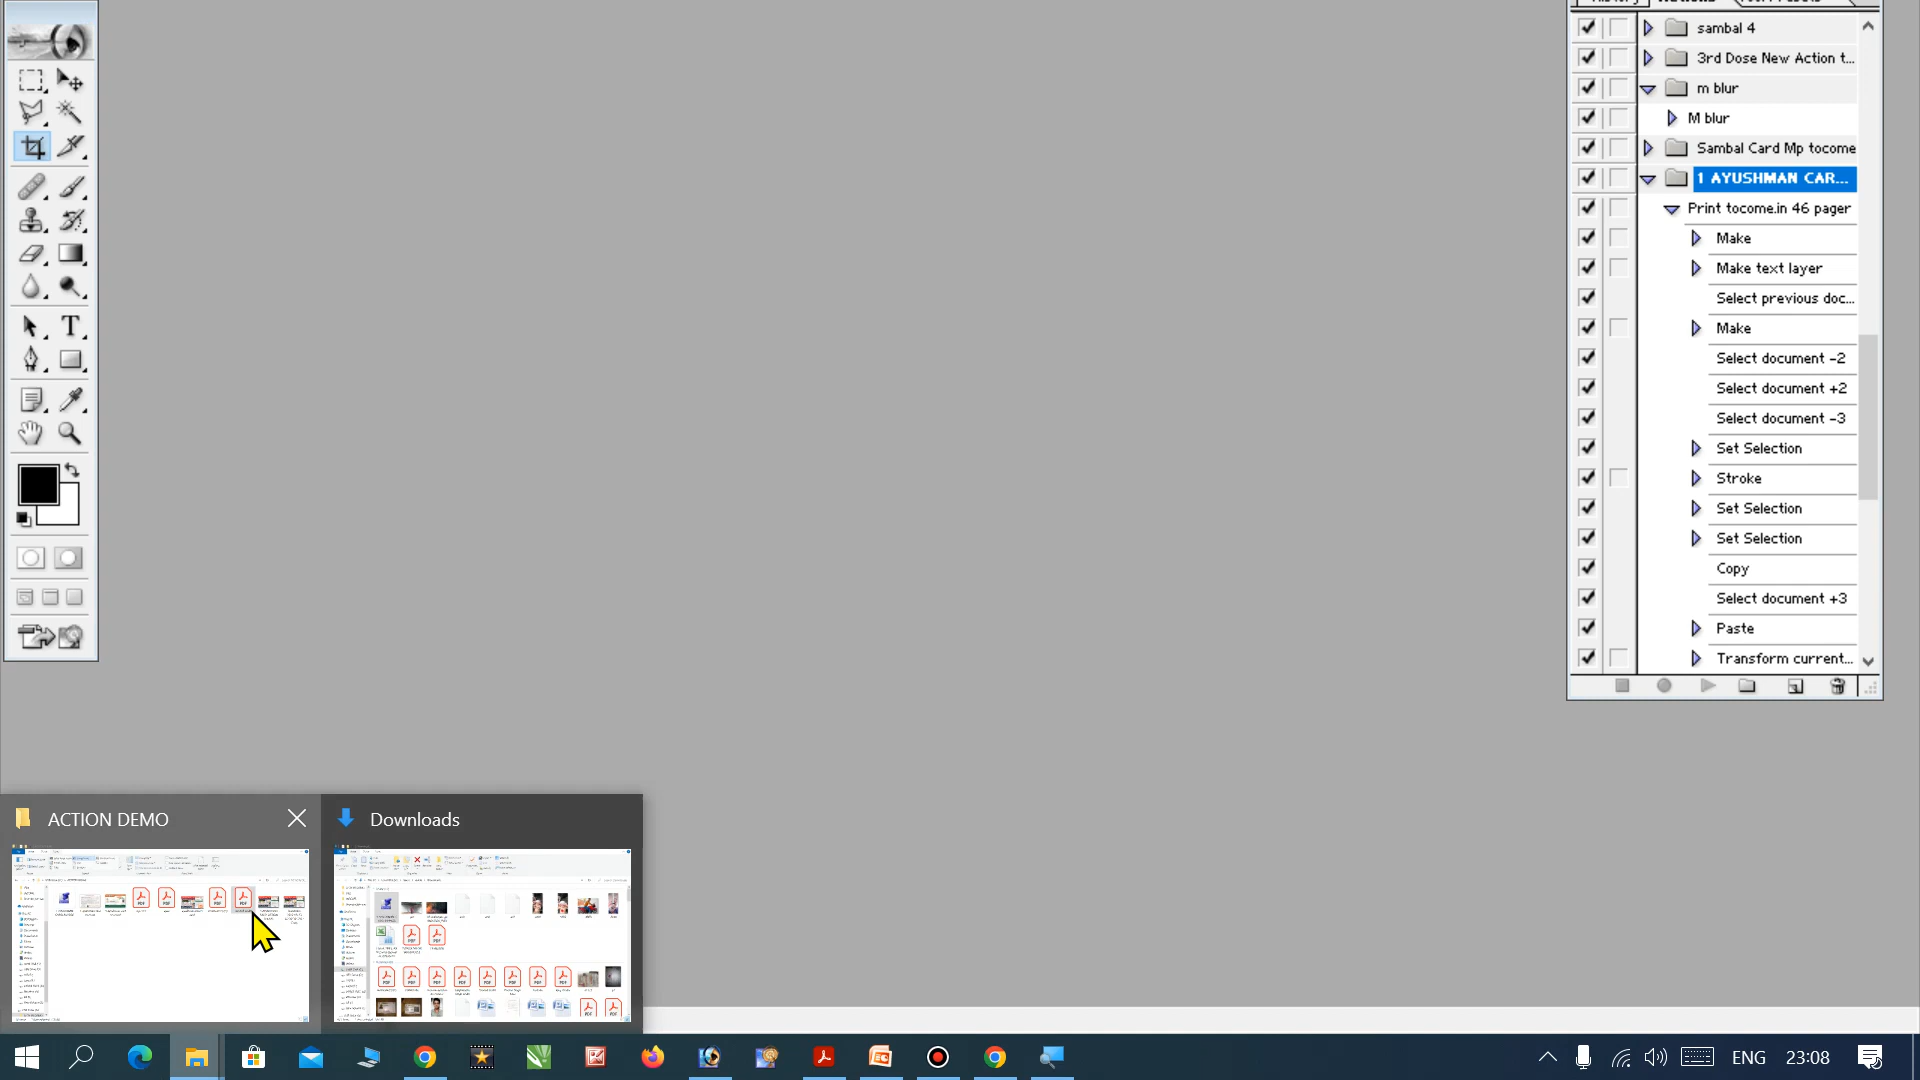 sambal 4
3rd Dose New Action t...
m blur
M blur
Sambal Card Mp tocome
1 AYUSHMAN CAR...
Print tocome.in 46 pager
Make
Make text layer
Select previous doc...
Make
Select document -2
Select document +2
Select document -3
Set Selection
Stroke
Set Selection
Set Selection
Copy
Select document +3
Paste
Transform current...
ACTION DEMO
Downloads
ENG
23:08